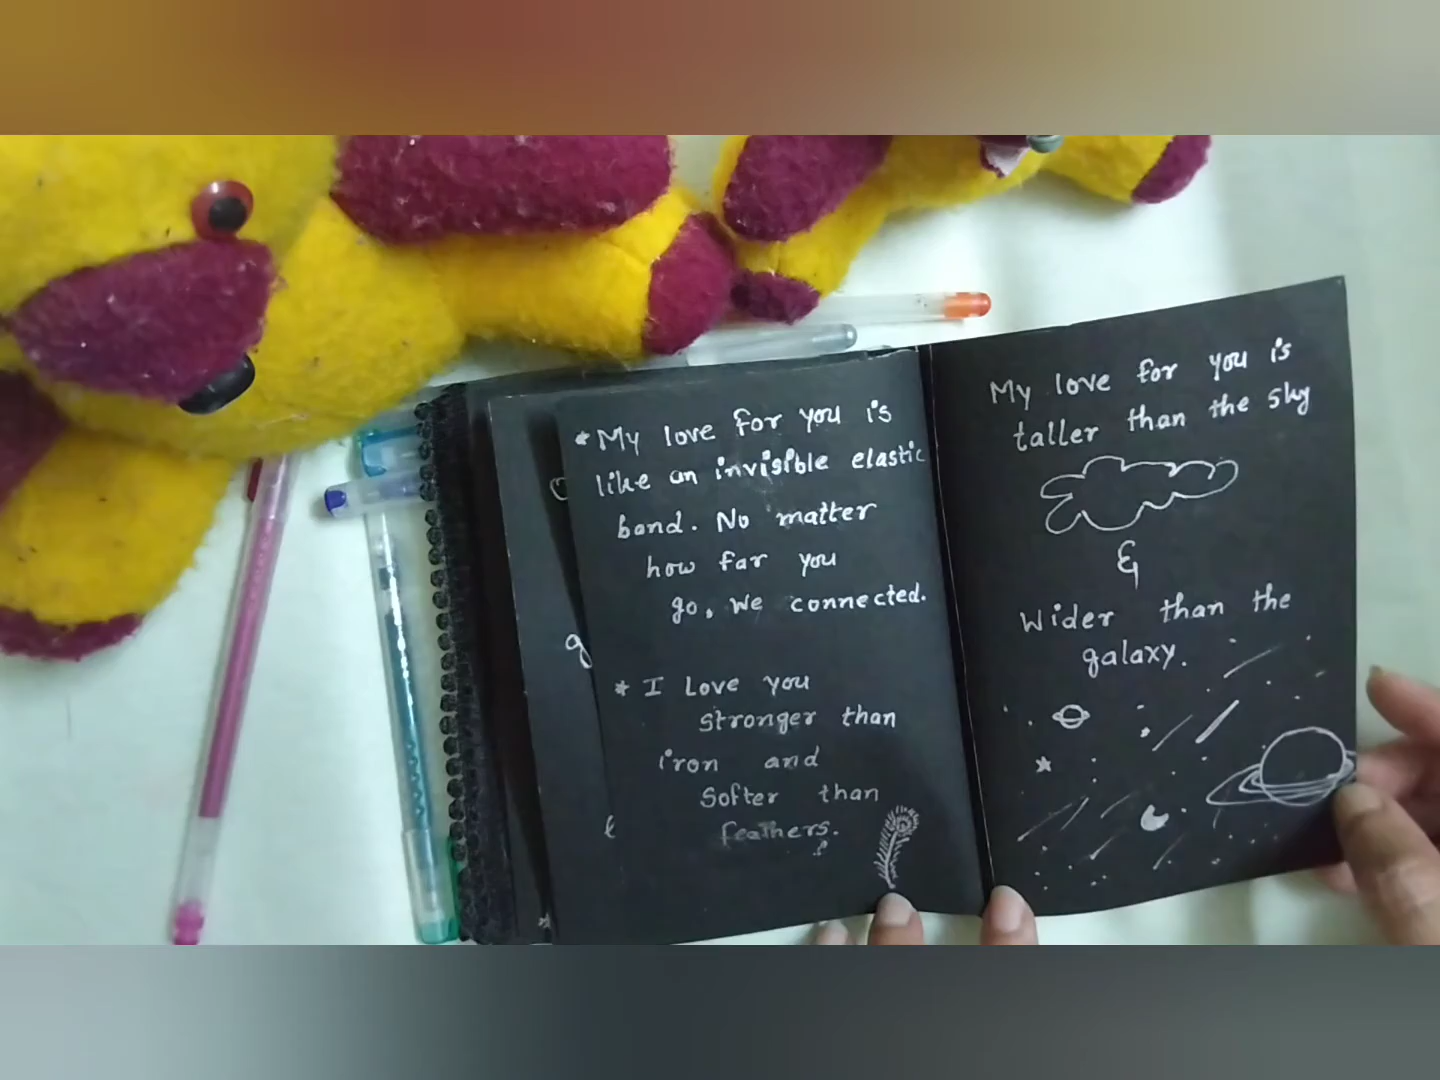 * My love for you is
like an invisible elastic
band. No matter
how far you
go, we connected.
* I Love you
stronger than
iron and
Softer than
feathers.
My love for you is
taller than the sky
&
Wider than the
galaxy.